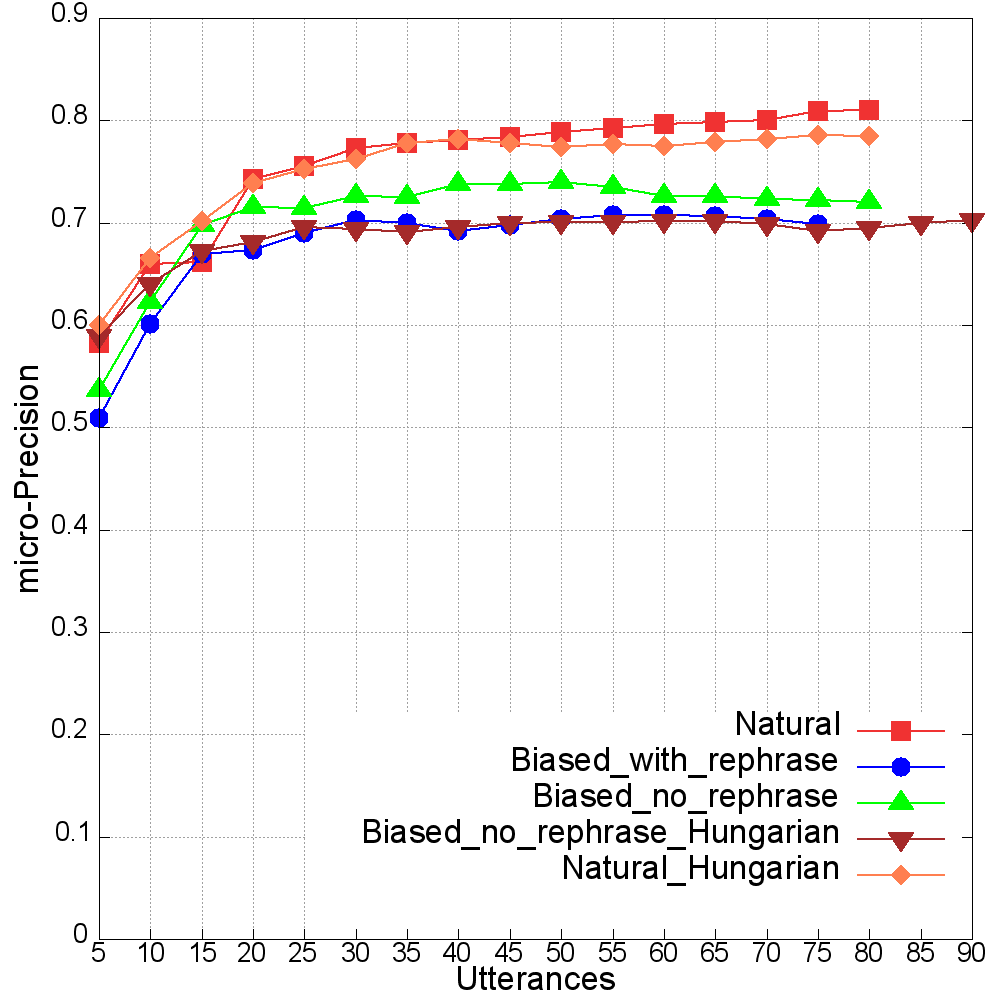 0.9
0.8
0.7
0.6
0.5
0.4
0.3
0.2
0.1
0
micro-Precision
Natural
Biased_with_rephrase
Biased_no_rephrase
Biased_no_rephrase_Hungarian
Natural_Hungarian
5 10 15 20 25 30 35 40 45 50 55 60 65 70 75 80 85 90
Utterances